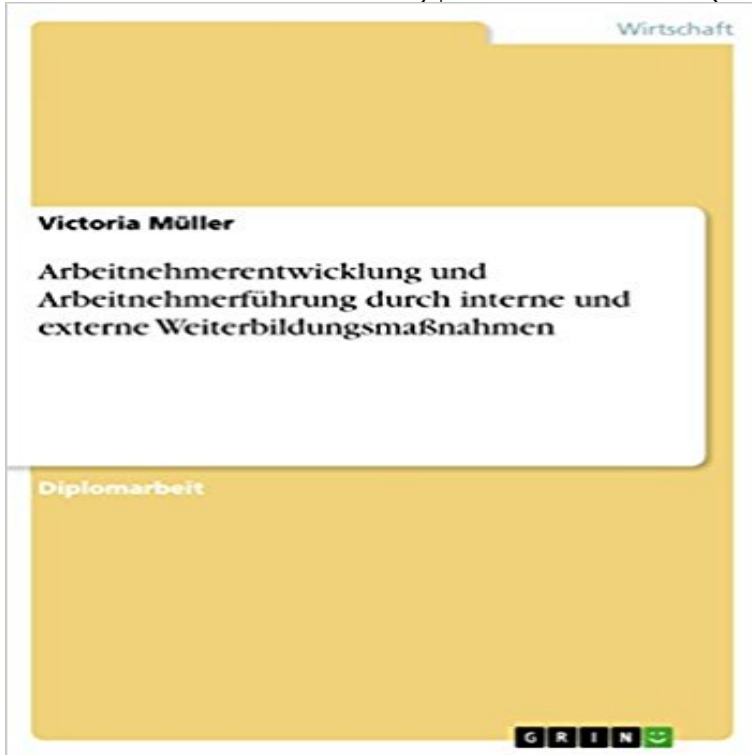 Wirtschaft
Victoria Müller
Arbeitnehmerentwicklung und
Arbeitnehmerführung durch interne und
externe Weiterbildungsmaßnahmen
Diplomarbeit
GRIN